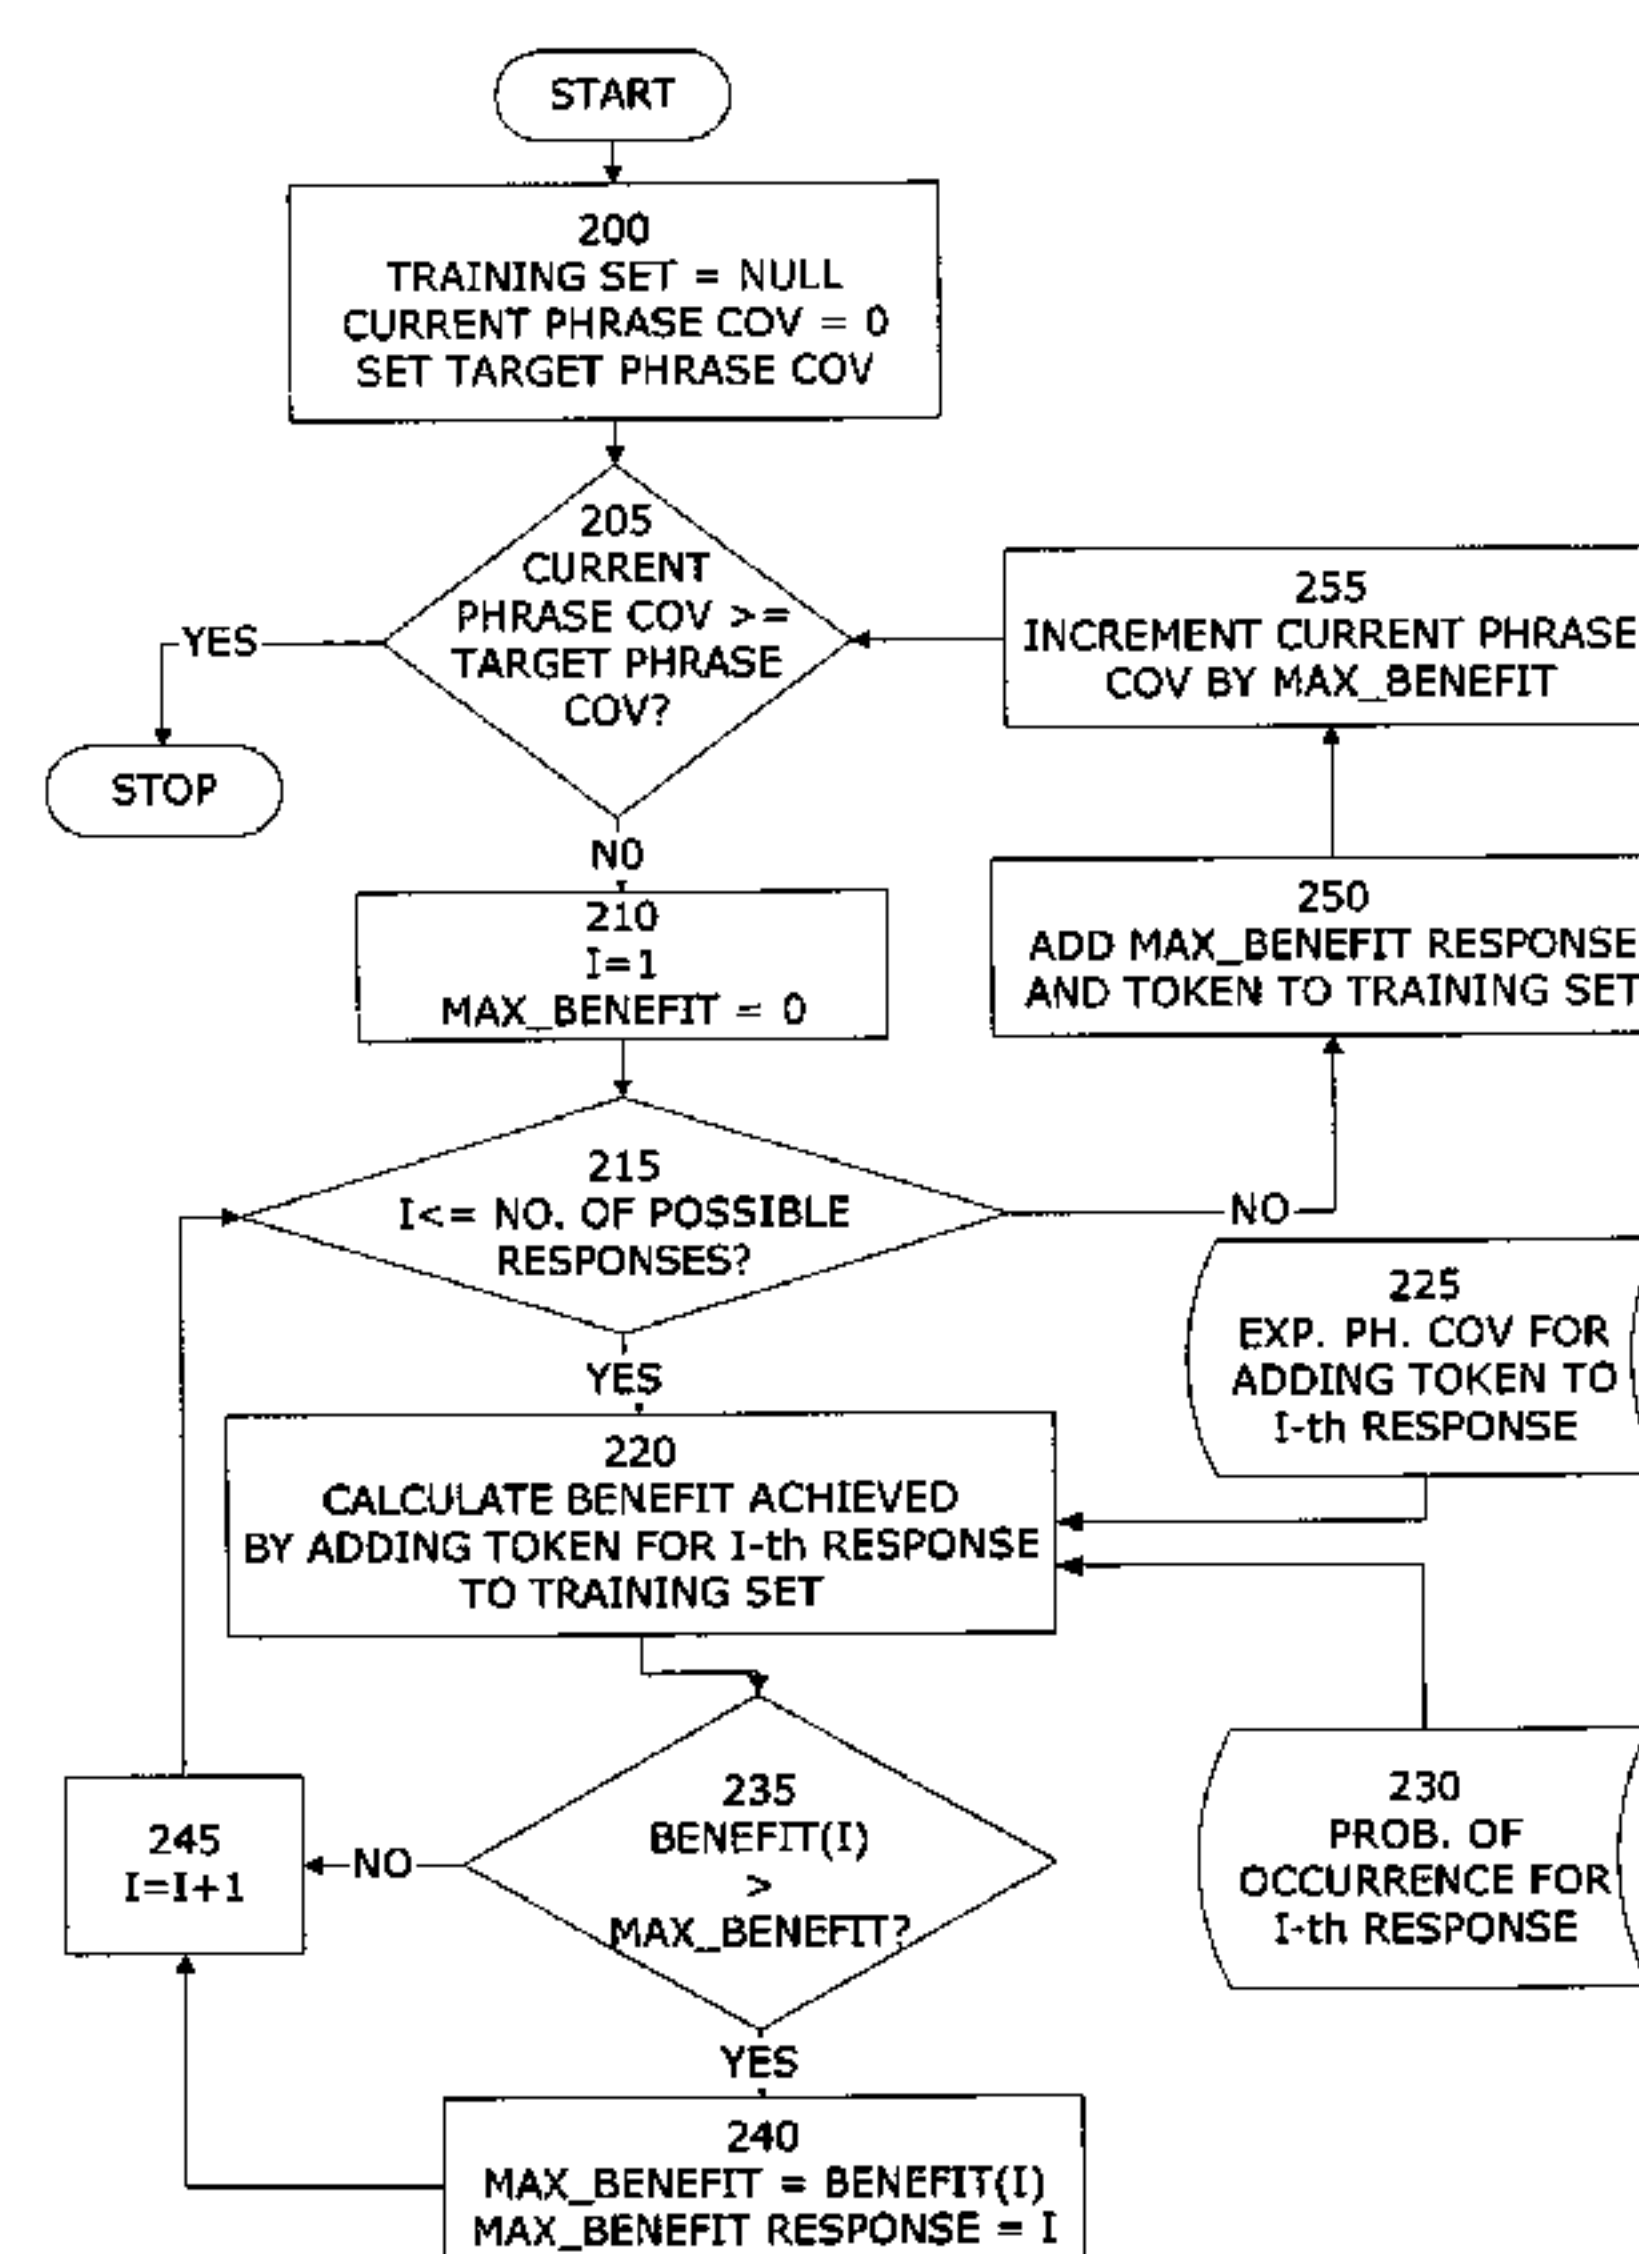 START
200
TRAINING SET = NULL
CURRENT PHRASE COV = 0
SET TARGET PHRASE COV
205
CURRENT
PHRASE COV >=
TARGET PHRASE
COV?
YES
STOP
NO
255
INCREMENT CURRENT PHRASE
COV BY MAX_BENEFIT
210
I=1
MAX_BENEFIT = 0
250
ADD MAX_BENEFIT RESPONSE
AND TOKEN TO TRAINING SET
215
I<= NO. OF POSSIBLE
RESPONSES?
NO
YES
225
EXP. PH. COV FOR
ADDING TOKEN TO
I-th RESPONSE
220
CALCULATE BENEFIT ACHIEVED
BY ADDING TOKEN FOR I-th RESPONSE
TO TRAINING SET
235
BENEFIT(I)
>
MAX_BENEFIT?
NO
245
I=I+1
230
PROB. OF
OCCURRENCE FOR
I-th RESPONSE
YES
240
MAX_BENEFIT = BENEFIT(I)
MAX_BENEFIT RESPONSE = I